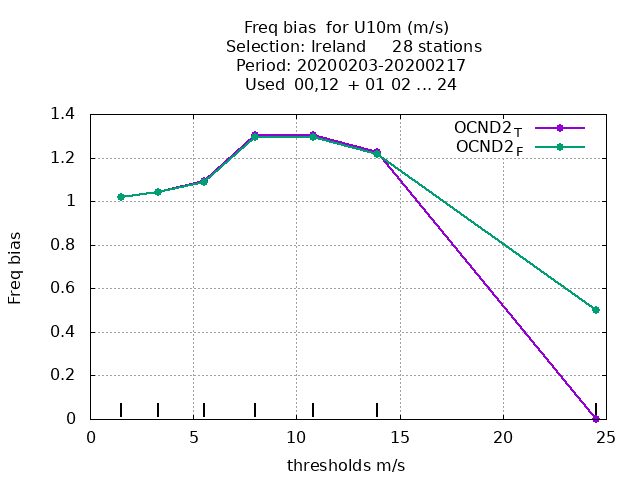 Freq bias  for U10m (m/s)
Selection: Ireland     28 stations
Period: 20200203-20200217
Used  00,12  + 01 02 ... 24
1.4
1.2
1
0.8
0.6
0.4
0.2
0
Freq bias
OCND2T
OCND2F
0 5 10 15 20 25
thresholds m/s